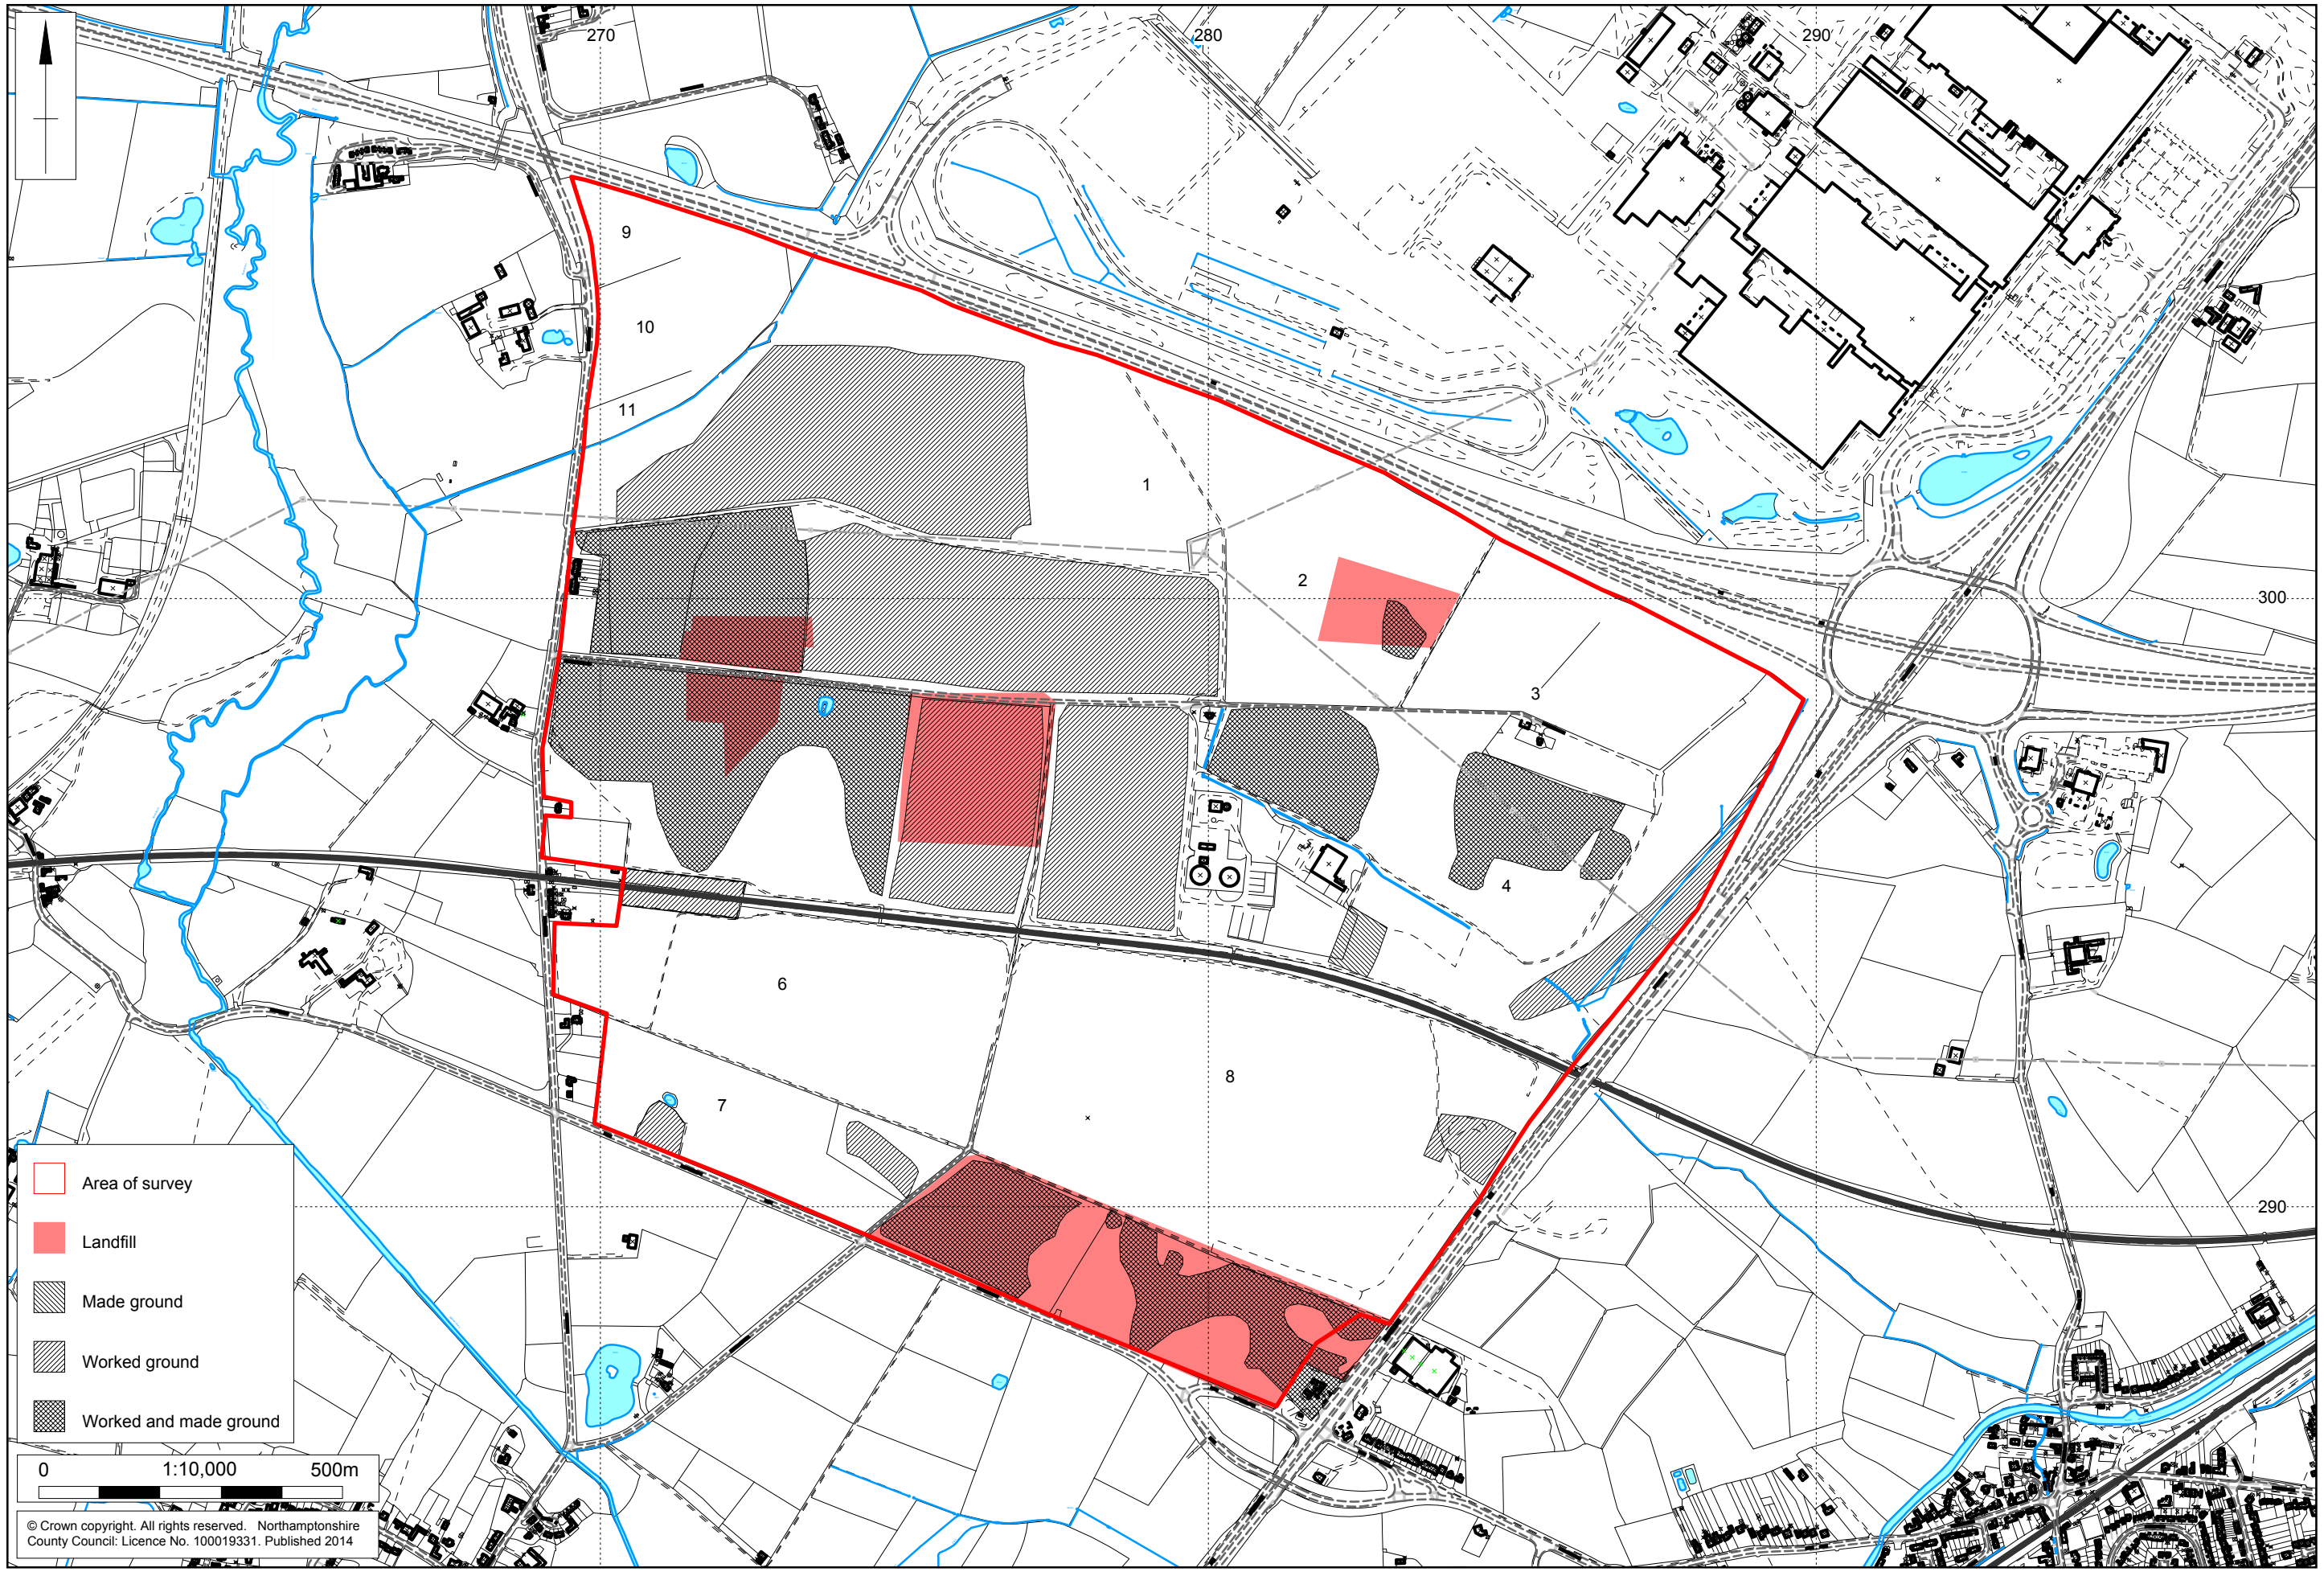 270
280
290
9
10
11
1
2
300
3
4
6
8
7
290
Area of survey
Landfill
Made ground
Worked ground
Worked and made ground
0 1:10,000 500m
© Crown copyright. All rights reserved. Northamptonshire
County Council: Licence No. 100019331. Published 2014